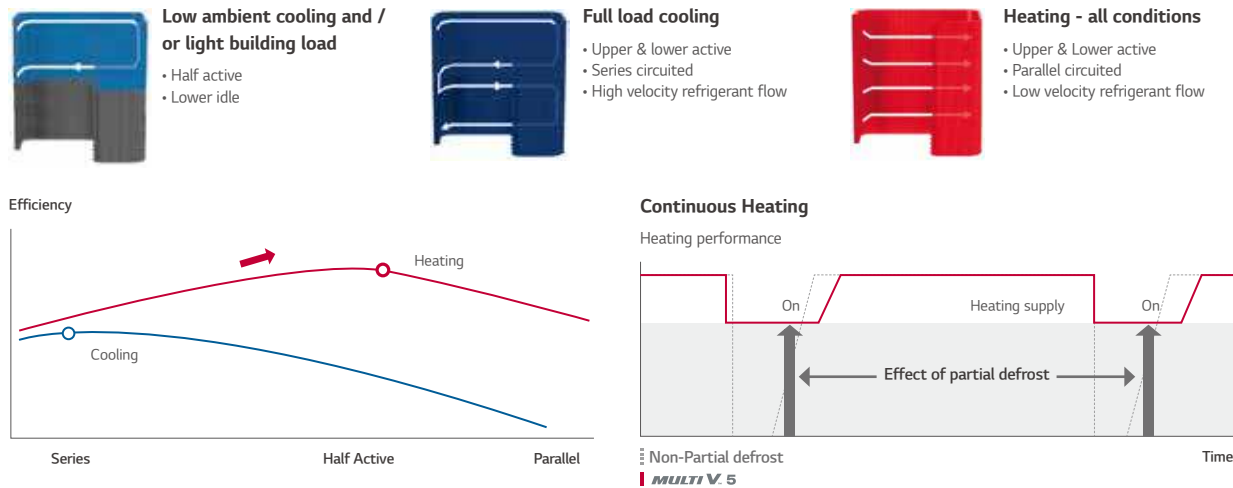 Low ambient cooling and /
or light building load
• Half active
• Lower idle
Full load cooling
• Upper & lower active
• Series circuited
• High velocity refrigerant flow
Heating - all conditions
• Upper & Lower active
• Parallel circuited
• Low velocity refrigerant flow
Efficiency
Heating
Cooling
Series
Half Active
Parallel
Continuous Heating
Heating performance
On
Heating supply
On
Effect of partial defrost
Non-Partial defrost
Time
MULTI V™ 5